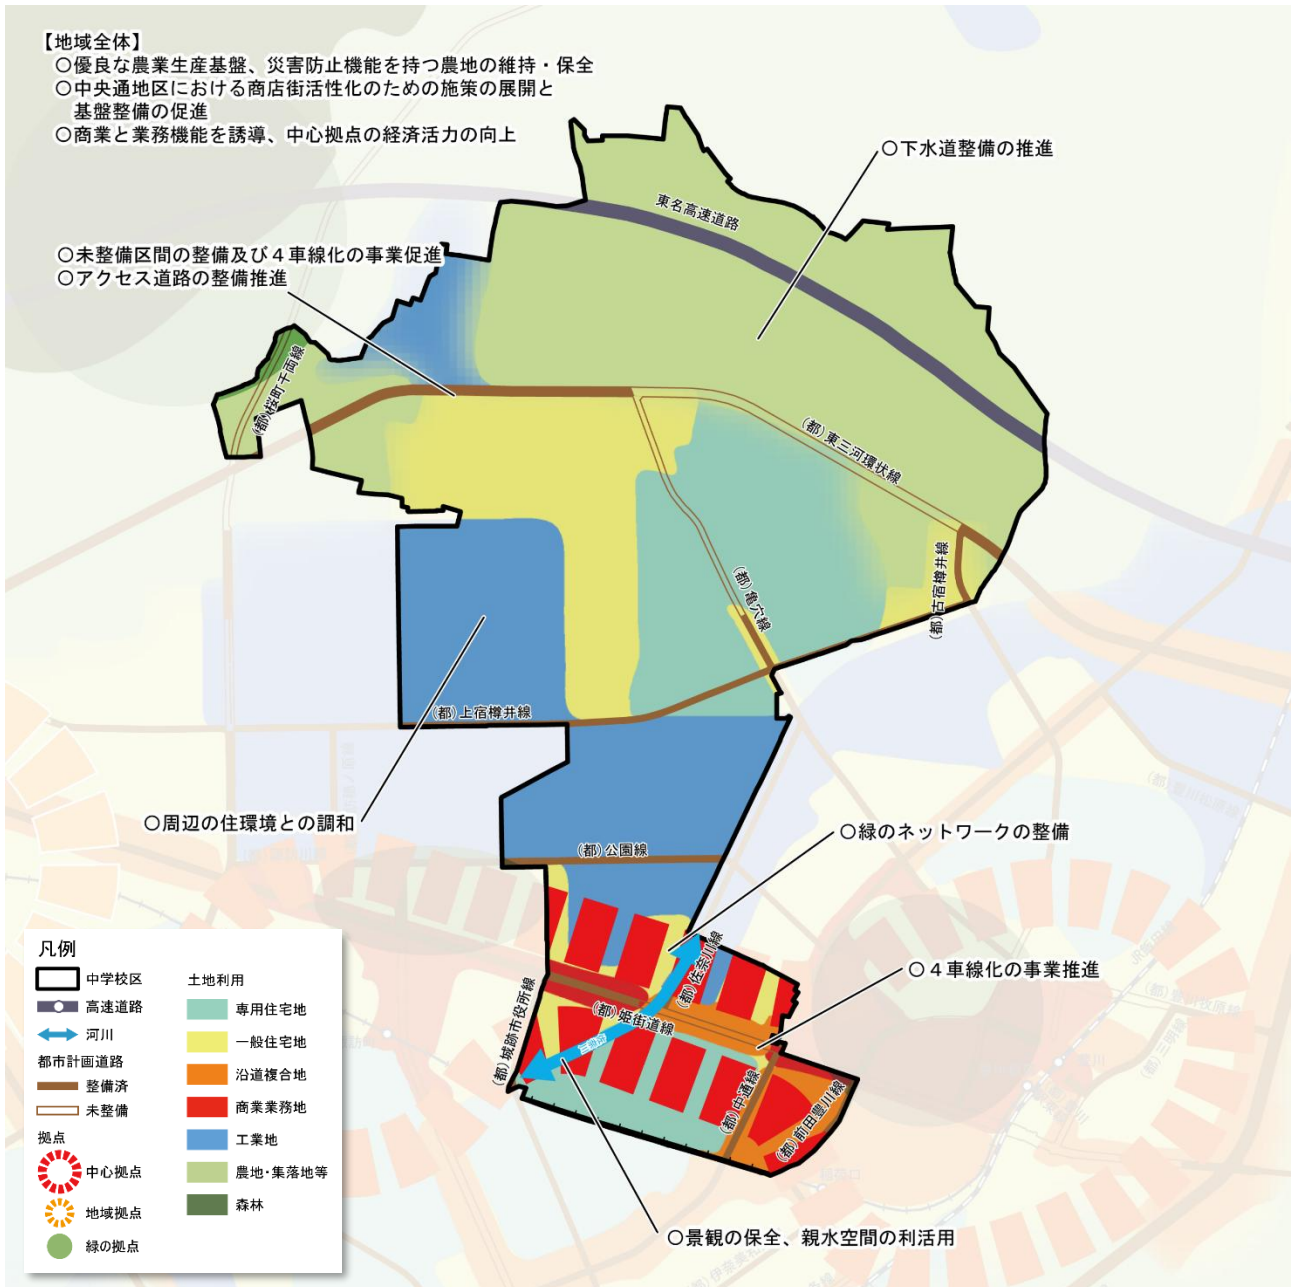 【地域全体】
○優良な農業生産基盤、災害防止機能を持つ農地の維持・保全
○中央通地区における商店街活性化のための施策の展開と
基盤整備の促進
○商業と業務機能を誘導、中心拠点の経済活力の向上
○下水道整備の推進
東名高速道路
○未整備区間の整備及び４車線化の事業促進
○アクセス道路の整備推進
(都)桜町千両線
(都)東三河環状線
(都)亀穴線
(都)古宿樽井線
(都)上宿樽井線
○周辺の住環境との調和
○緑のネットワークの整備
(都)公園線
(都)佐奈川線
○４車線化の事業推進
(都)姫街道線
(都)城跡市役所線
(都)中通線
(都)前田豊川線
○景観の保全、親水空間の利活用
凡例
中学校区
高速道路
河川
都市計画道路
整備済
未整備
拠点
中心拠点
地域拠点
緑の拠点
土地利用
専用住宅地
一般住宅地
沿道複合地
商業業務地
工業地
農地・集落地等
森林